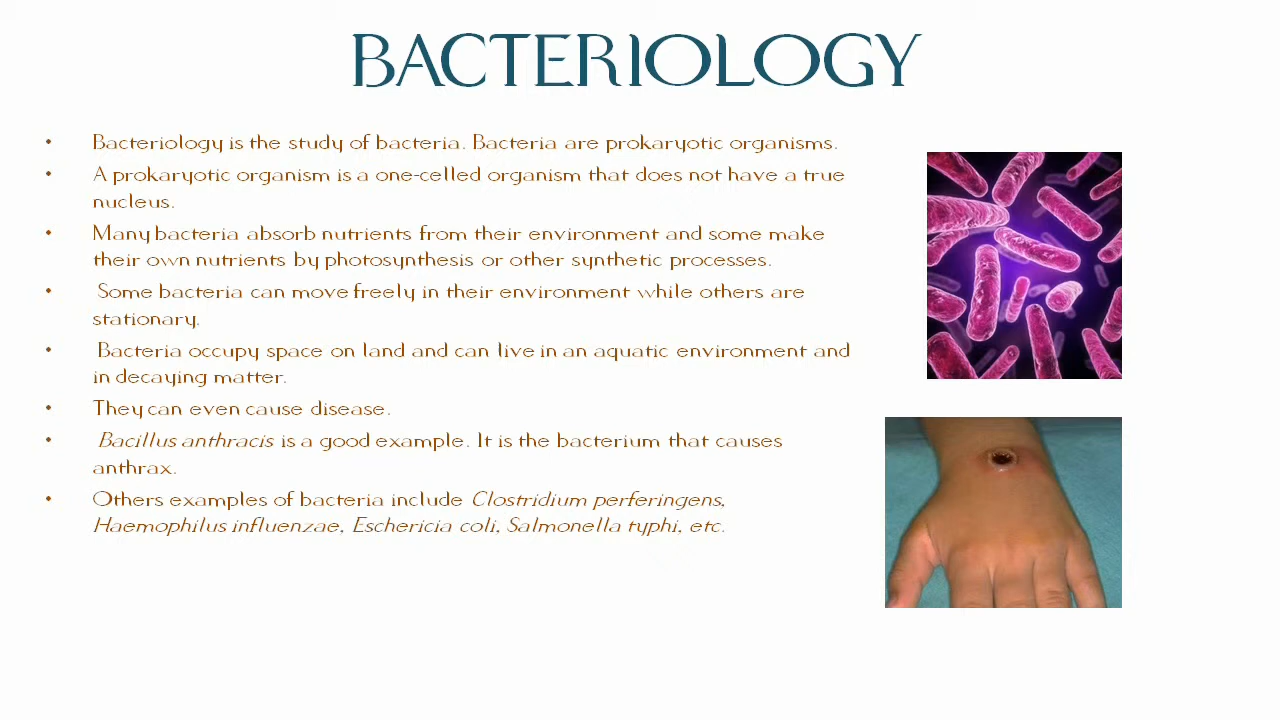 BACTERIOLOGY
• Bacteriology is the study of bacteria. Bacteria are prokaryotic organisms.
• A prokaryotic organism is a one-celled organism that does not have a true
nucleus.
• Many bacteria absorb nutrients from their environment and some make
their own nutrients by photosynthesis or other synthetic processes.
• Some bacteria can move freely in their environment while others are
stationary.
• Bacteria occupy space on land and can live in an aquatic environment and
in decaying matter.
• They can even cause disease.
• Bacillus anthracis is a good example. It is the bacterium that causes
anthrax.
• Others examples of bacteria include Clostridium perferingens,
Haemophilus influenzae, Eschericia coli, Salmonella typhi, etc.